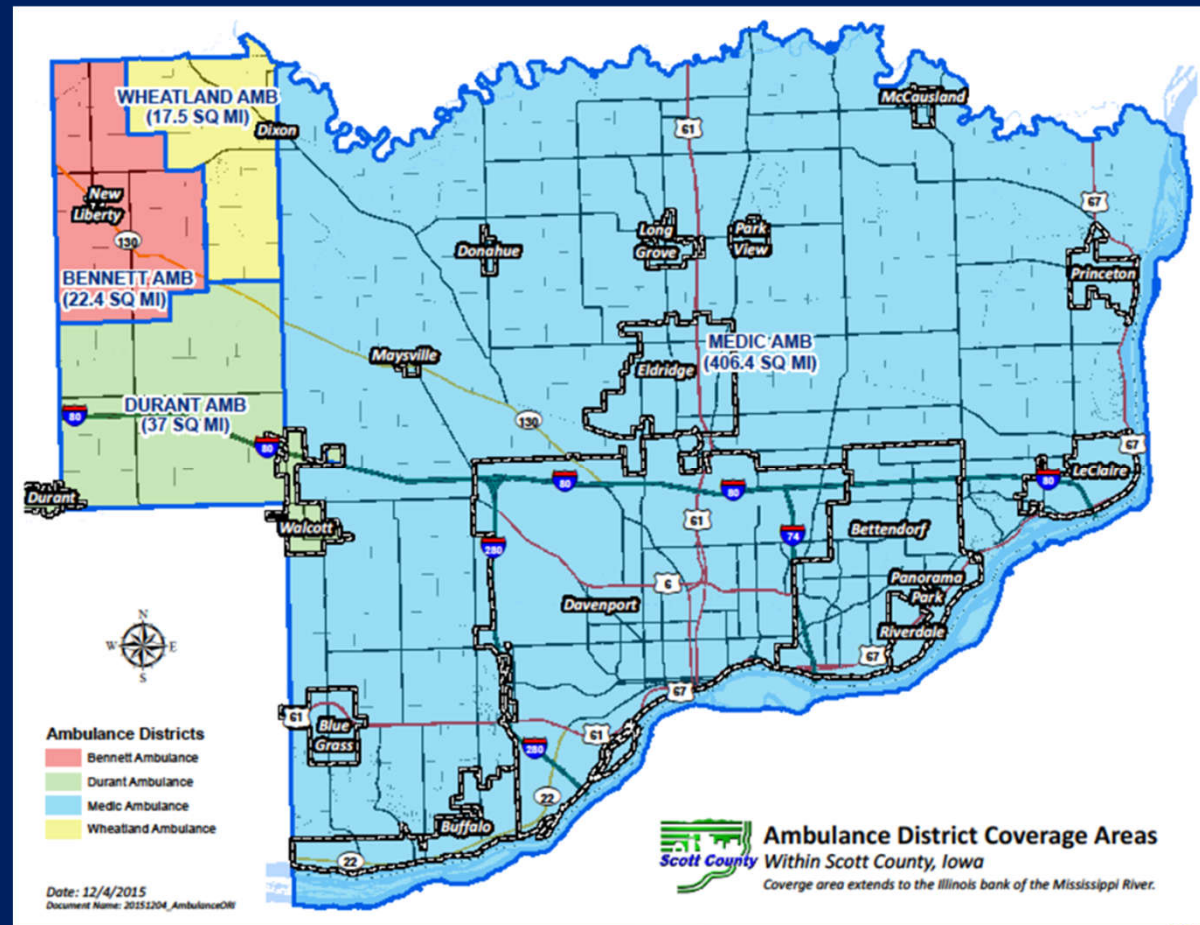 WHEATLAND AMB
(17.5 SQ MI)
Dixon
McCausland
61
67
New
Liberty
130
Long
Grove
Park
View
Donahue
Princeton
BENNETT AMB
(22.4 SQ MI)
MEDIC AMB
(406.4 SQ MI)
Maysville
Eldridge
DURANT AMB
(37 SQ MI)
80
130
80
67
LeClaire
80
80
80
Durant
Walcott
61
Bettendorf
74
280
6
Panorama
Park
Davenport
Riverdale
67
67
N
W
E
S
61
Blue
Grass
61
280
22
Buffalo
22
Ambulance Districts
Bennett Ambulance
Durant Ambulance
Medic Ambulance
Wheatland Ambulance
Scott County
Ambulance District Coverage Areas
Within Scott County, Iowa
Coverge area extends to the Illinois bank of the Mississippi River.
Date: 12/4/2015
Document Name: 20151204_AmbulanceORI